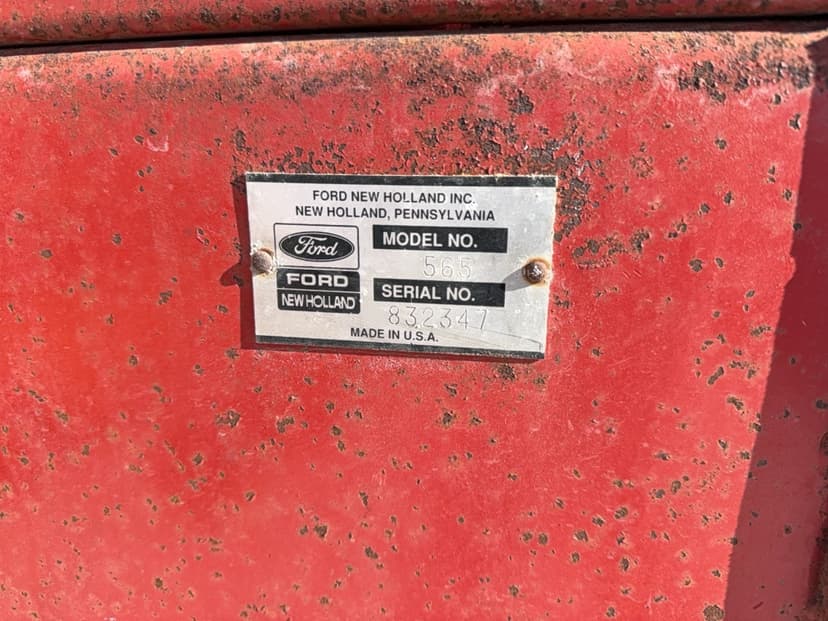 FORD NEW HOLLAND INC.
NEW HOLLAND, PENNSYLVANIA
Ford
MODEL NO.
565
FORD
NEW HOLLAND
SERIAL NO.
832347
MADE IN U.S.A.